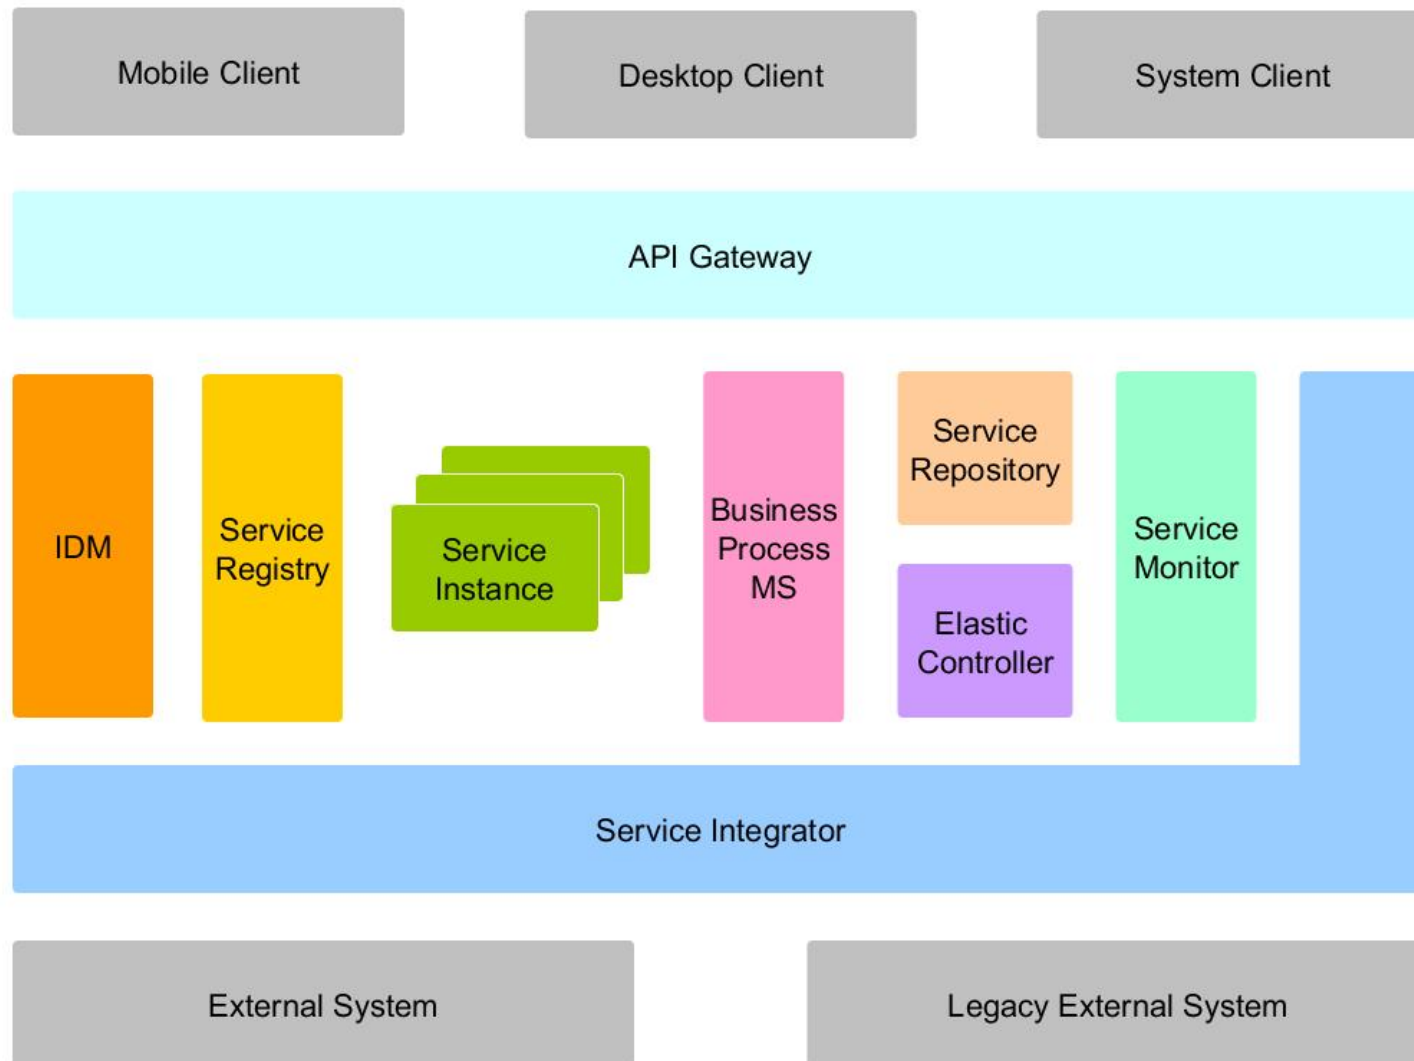 Mobile Client
Desktop Client
System Client
API Gateway
IDM
Service
Registry
Service
Instance
Business
Process
MS
Service
Repository
Elastic
Controller
Service
Monitor
Service Integrator
External System
Legacy External System